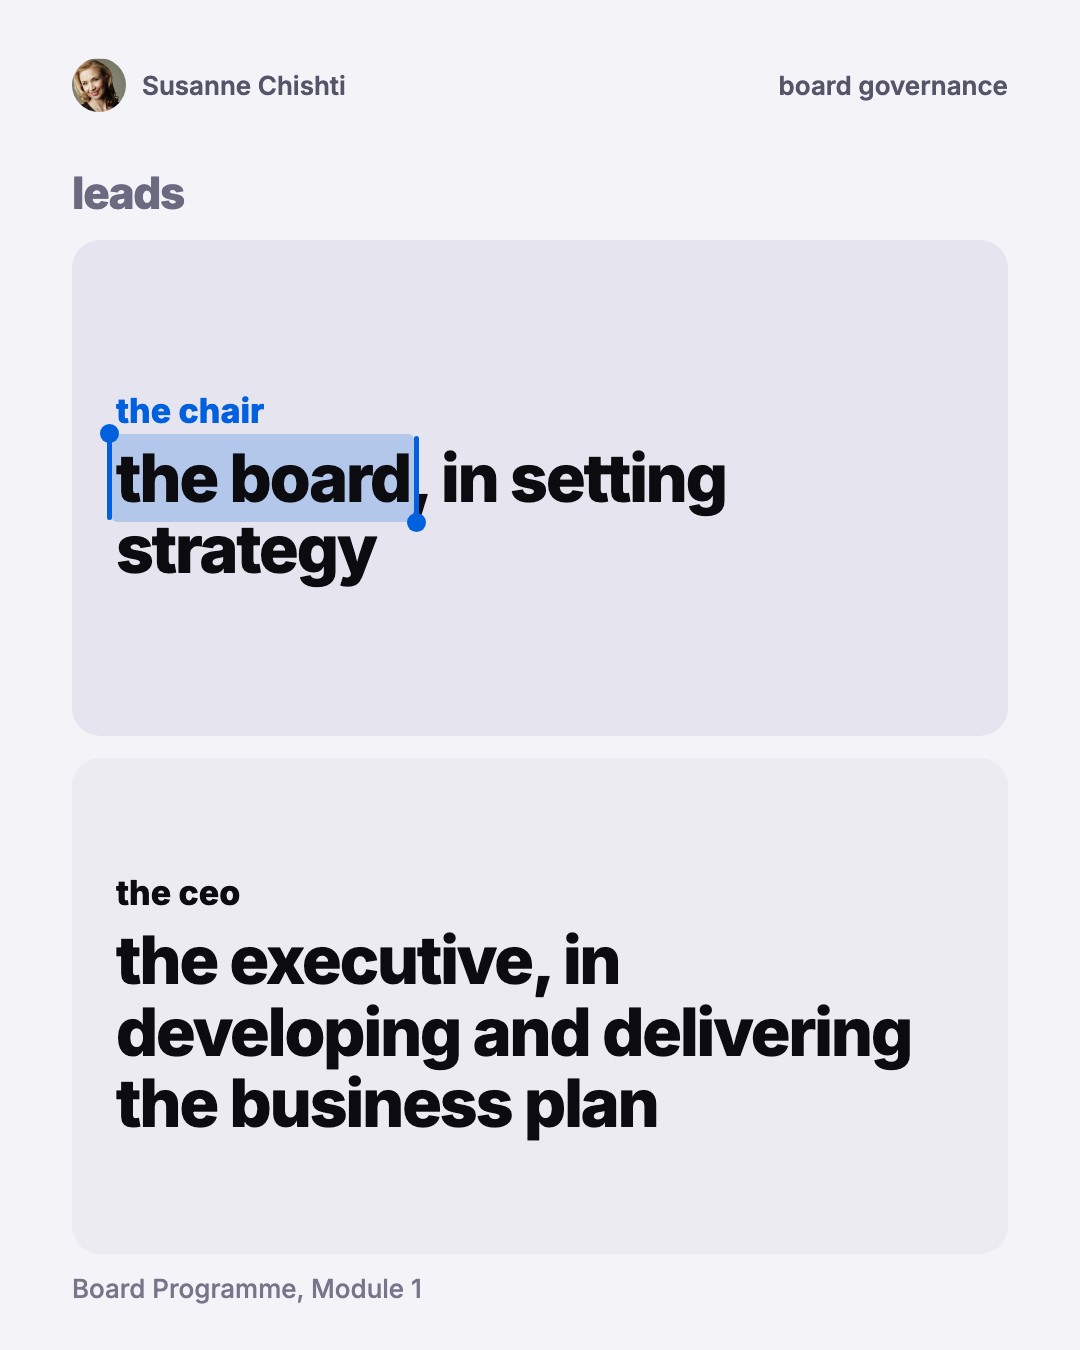 Susanne Chishti
board governance
leads
the chair
the board, in setting
strategy
the ceo
the executive, in
developing and delivering
the business plan
Board Programme, Module 1